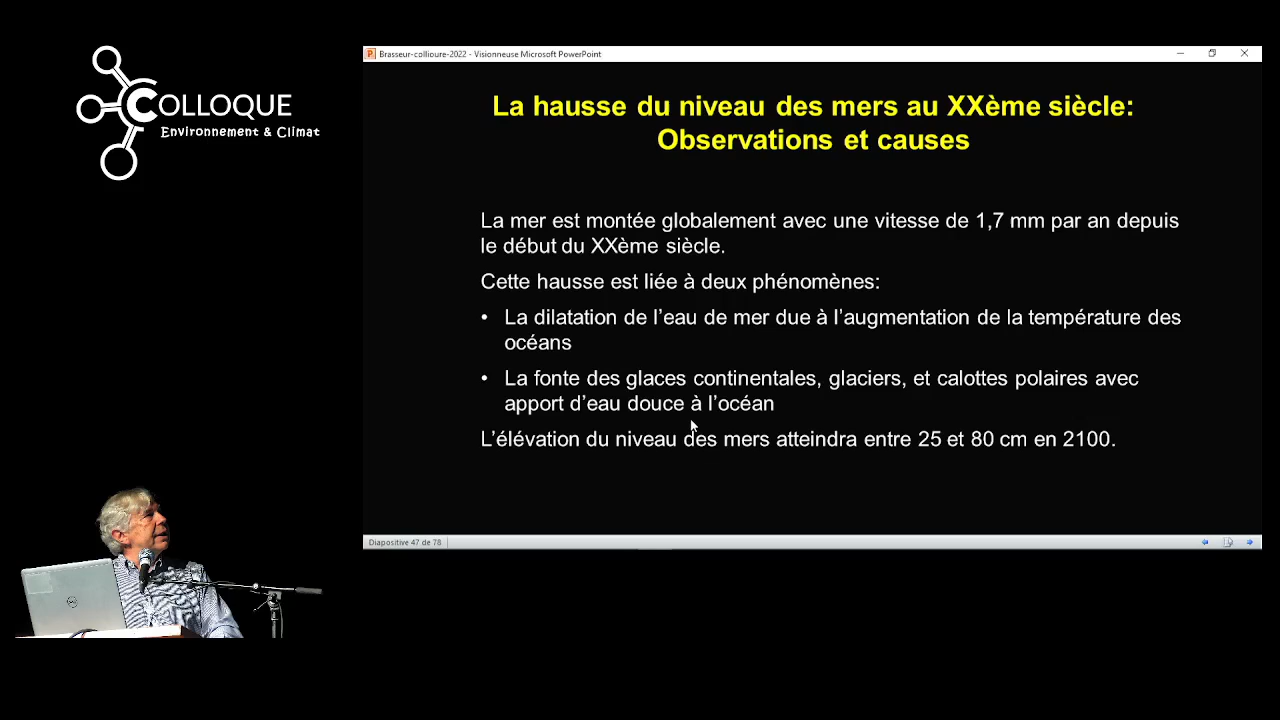 COLLOQUE
Environnement & Climat
Brasseur-collioure-2022 - Visionneuse Microsoft PowerPoint
La hausse du niveau des mers au XXème siècle:
Observations et causes
La mer est montée globalement avec une vitesse de 1,7 mm par an depuis
le début du XXème siècle.
Cette hausse est liée à deux phénomènes:
• La dilatation de l’eau de mer due à l’augmentation de la température des
océans
• La fonte des glaces continentales, glaciers, et calottes polaires avec
apport d’eau douce à l’océan
L’élévation du niveau des mers atteindra entre 25 et 80 cm en 2100.
Diapositive 47 de 78